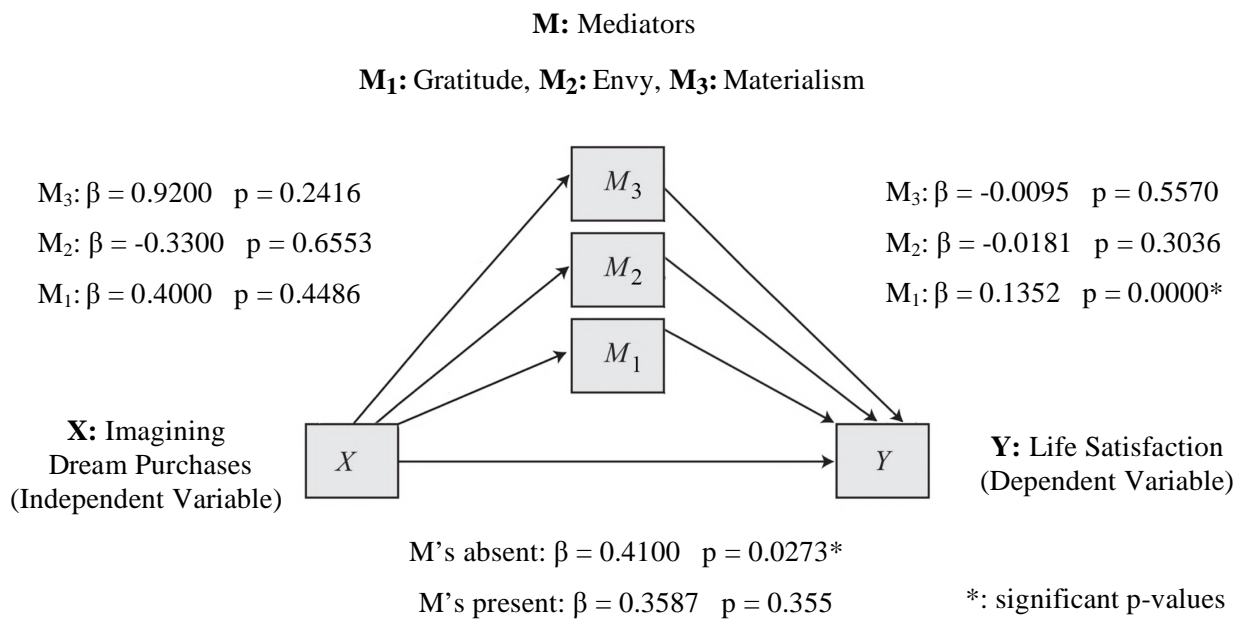 M: Mediators
M1: Gratitude, M2: Envy, M3: Materialism
M3: β = 0.9200 p = 0.2416
M2: β = -0.3300 p = 0.6553
M1: β = 0.4000 p = 0.4486
M3
M2
M1
M3: β = -0.0095 p = 0.5570
M2: β = -0.0181 p = 0.3036
M1: β = 0.1352 p = 0.0000*
X: Imagining
Dream Purchases
(Independent Variable)
X
Y
Y: Life Satisfaction
(Dependent Variable)
M’s absent: β = 0.4100 p = 0.0273*
M’s present: β = 0.3587 p = 0.355
*: significant p-values